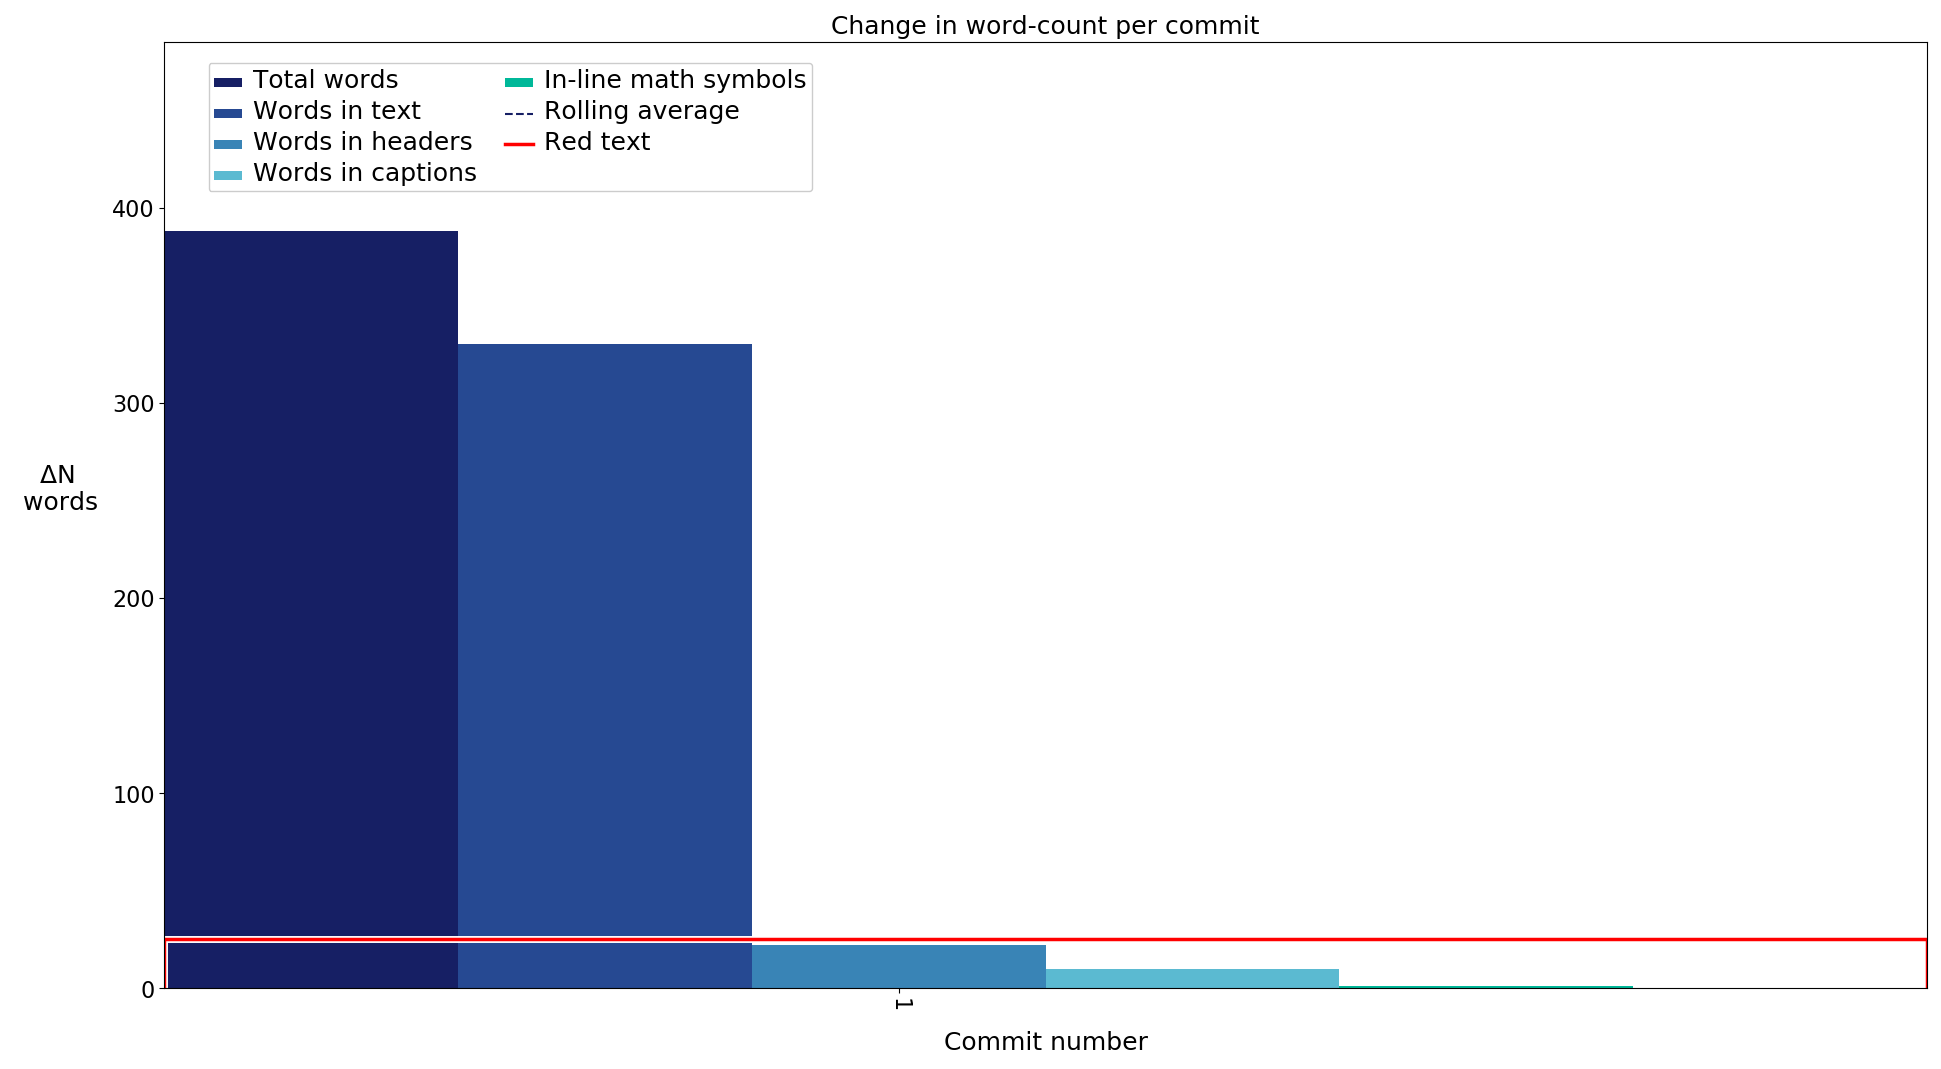 Change in word-count per commit
Total words
Words in text
Words in headers
Words in captions
In-line math symbols
Rolling average
Red text
400
300
200
100
0
ΔN
words
1
Commit number